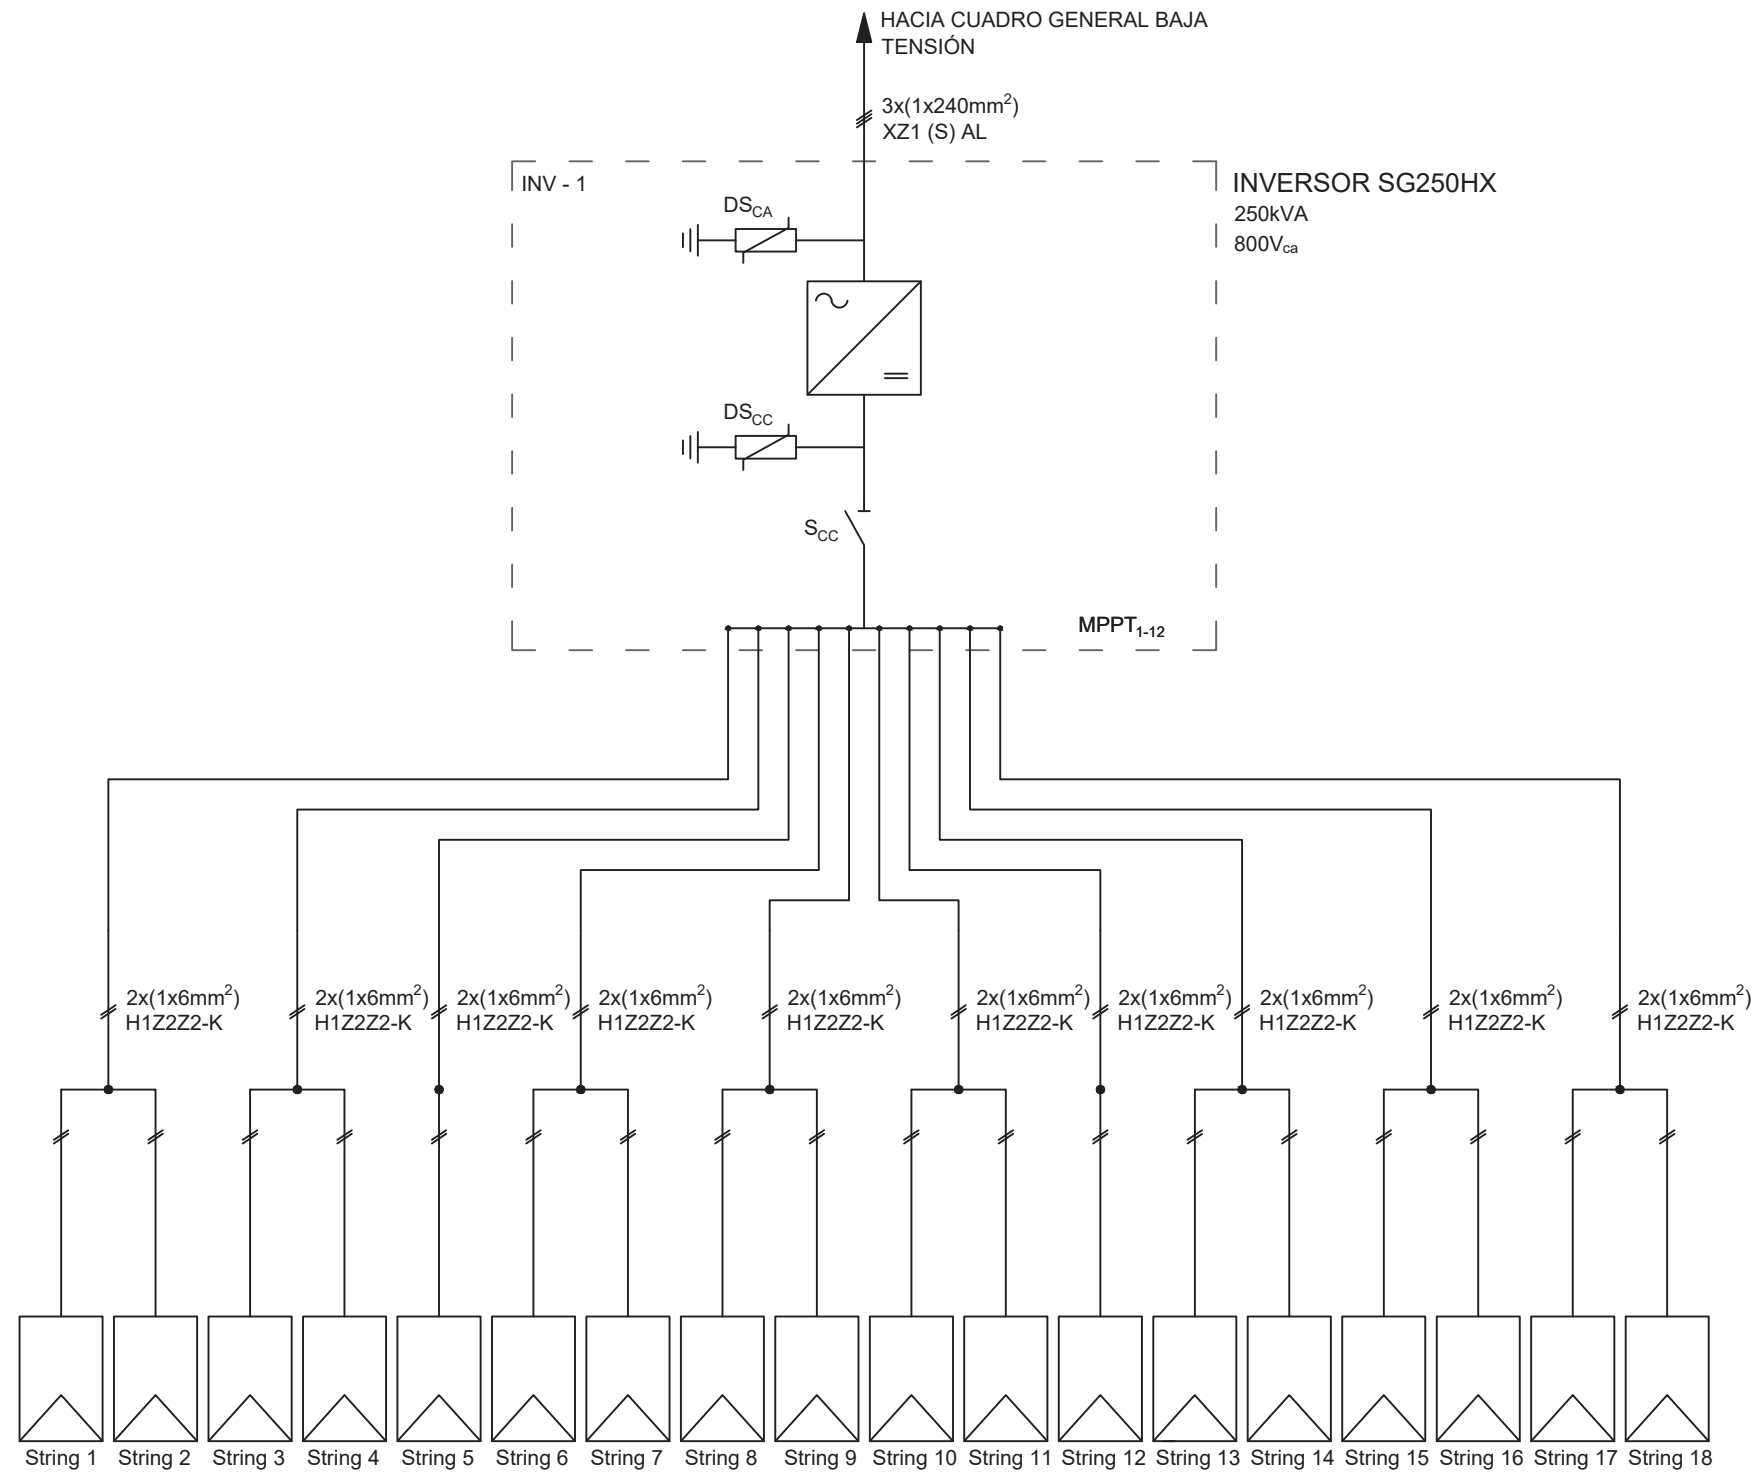 HACIA CUADRO GENERAL BAJA
TENSIÓN
3x(1x240mm²)
XZ1 (S) AL
INV - 1
INVERSOR SG250HX
250kVA
800Vca
DSCA
DSCC
SCC
MPPT1-12
2x(1x6mm²)
H1Z2Z2-K
2x(1x6mm²)
H1Z2Z2-K
2x(1x6mm²)
H1Z2Z2-K
2x(1x6mm²)
H1Z2Z2-K
2x(1x6mm²)
H1Z2Z2-K
2x(1x6mm²)
H1Z2Z2-K
2x(1x6mm²)
H1Z2Z2-K
2x(1x6mm²)
H1Z2Z2-K
2x(1x6mm²)
H1Z2Z2-K
2x(1x6mm²)
H1Z2Z2-K
String 1 String 2 String 3 String 4 String 5 String 6 String 7 String 8 String 9 String 10 String 11 String 12 String 13 String 14 String 15 String 16 String 17 String 18